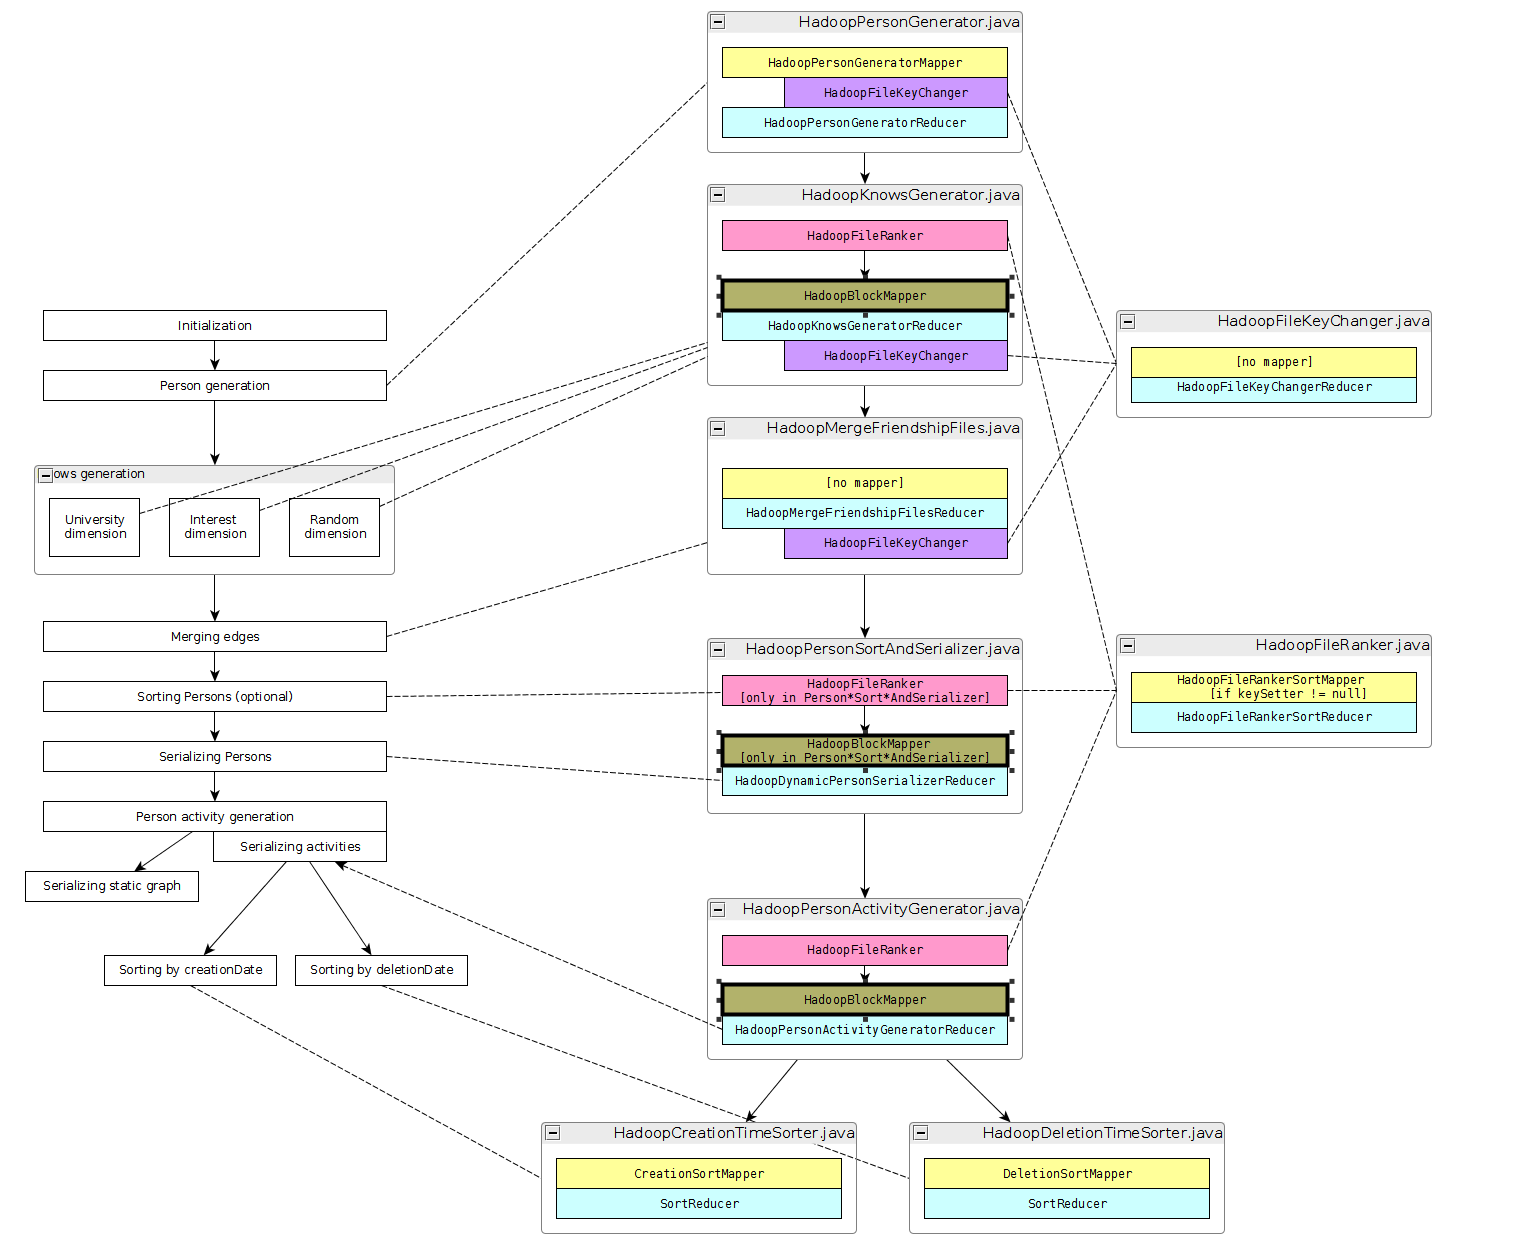 HadoopPersonGenerator.java
HadoopPersonGeneratorMapper
HadoopFileKeyChanger
HadoopPersonGeneratorReducer
HadoopKnowsGenerator.java
HadoopFileRanker
HadoopBlockMapper
HadoopKnowsGeneratorReducer
HadoopFileKeyChanger
HadoopMergeFriendshipFiles.java
[no mapper]
HadoopMergeFriendshipFilesReducer
HadoopFileKeyChanger
HadoopPersonSortAndSerializer.java
HadoopFileRanker
[only in Person*Sort*AndSerializer]
HadoopBlockMapper
[only in Person*Sort*AndSerializer]
HadoopDynamicPersonSerializerReducer
HadoopPersonActivityGenerator.java
HadoopFileRanker
HadoopBlockMapper
HadoopPersonActivityGeneratorReducer
HadoopCreationTimeSorter.java
CreationSortMapper
SortReducer
HadoopDeletionTimeSorter.java
DeletionSortMapper
SortReducer
HadoopFileKeyChanger.java
[no mapper]
HadoopFileKeyChangerReducer
HadoopFileRanker.java
HadoopFileRankerSortMapper
[if keySetter != null]
HadoopFileRankerSortReducer
Initialization
Person generation
ows generation
University
dimension
Interest
dimension
Random
dimension
Merging edges
Sorting Persons (optional)
Serializing Persons
Person activity generation
Serializing activities
Serializing static graph
Sorting by creationDate
Sorting by deletionDate